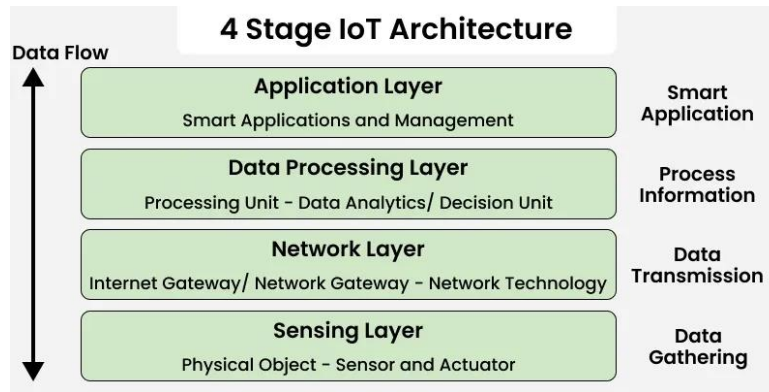 4 Stage IoT Architecture
Data Flow
Application Layer
Smart Applications and Management
Smart
Application
Data Processing Layer
Processing Unit - Data Analytics/ Decision Unit
Process
Information
Network Layer
Internet Gateway/ Network Gateway - Network Technology
Data
Transmission
Sensing Layer
Physical Object - Sensor and Actuator
Data
Gathering